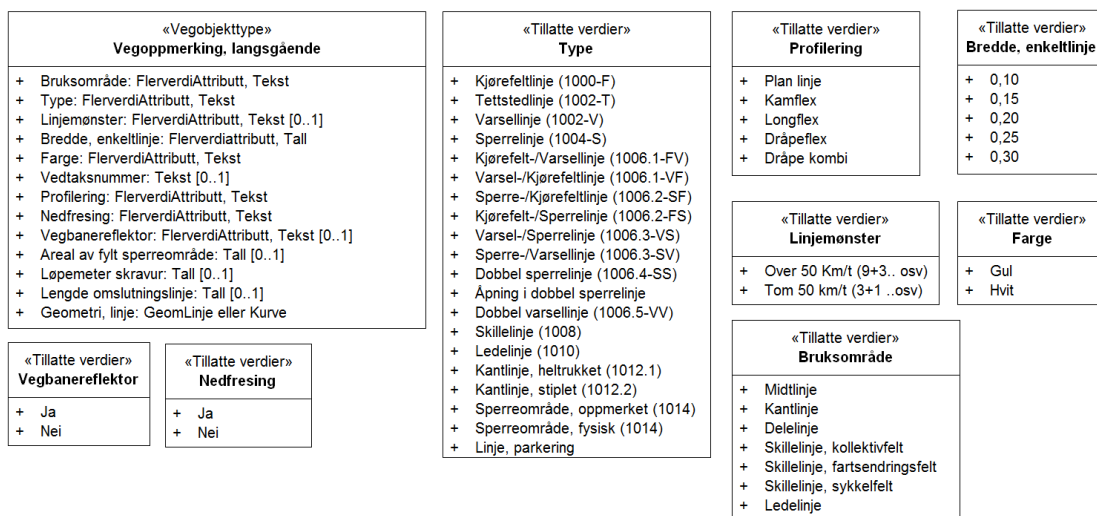 «Vegobjekttype»
Vegoppmerking, langsgående
+ Bruksområde: FlerverdiAttributt, Tekst
+ Type: FlerverdiAttributt, Tekst
+ Linjemønster: FlerverdiAttributt, Tekst [0..1]
+ Bredde, enkeltlinje: Flerverdiattributt, Tall
+ Farge: FlerverdiAttributt, Tekst
+ Vedtaksnummer: Tekst [0..1]
+ Profilering: FlerverdiAttributt, Tekst
+ Nedfresing: FlerverdiAttributt, Tekst
+ Vegbanereflektor: FlerverdiAttributt, Tekst [0..1]
+ Areal av fylt sperreområde: Tall [0..1]
+ Løpemeter skravur: Tall [0..1]
+ Lengde omslutningslinje: Tall [0..1]
+ Geometri, linje: GeomLinje eller Kurve
«Tillatte verdier»
Vegbanereflektor
+ Ja
+ Nei
«Tillatte verdier»
Nedfresing
+ Ja
+ Nei
«Tillatte verdier»
Type
+ Kjørefeltlinje (1000-F)
+ Tettstedlinje (1002-T)
+ Varsellinje (1002-V)
+ Sperrelinje (1004-S)
+ Kjørefelt-/Varsellinje (1006.1-FV)
+ Varsel-/Kjørefeltlinje (1006.1-VF)
+ Sperre-/Kjørefeltlinje (1006.2-SF)
+ Kjørefelt-/Sperrelinje (1006.2-FS)
+ Varsel-/Sperrelinje (1006.3-VS)
+ Sperre-/Varsellinje (1006.3-SV)
+ Dobbel sperrelinje (1006.4-SS)
+ Åpning i dobbel sperrelinje
+ Dobbel varsellinje (1006.5-VV)
+ Skillelinje (1008)
+ Ledelinje (1010)
+ Kantlinje, heltrukket (1012.1)
+ Kantlinje, stiplet (1012.2)
+ Sperreområde, oppmerket (1014)
+ Sperreområde, fysisk (1014)
+ Linje, parkering
«Tillatte verdier»
Profilering
+ Plan linje
+ Kamflex
+ Longflex
+ Dråpeflex
+ Dråpe kombi
«Tillatte verdier»
Bredde, enkeltlinje
+ 0,10
+ 0,15
+ 0,20
+ 0,25
+ 0,30
«Tillatte verdier»
Linjemønster
+ Over 50 Km/t (9+3.. osv)
+ Tom 50 km/t (3+1 ..osv)
«Tillatte verdier»
Farge
+ Gul
+ Hvit
«Tillatte verdier»
Bruksområde
+ Midtlinje
+ Kantlinje
+ Delelinje
+ Skillelinje, kollektivfelt
+ Skillelinje, fartsendringsfelt
+ Skillelinje, sykkelfelt
+ Ledelinje